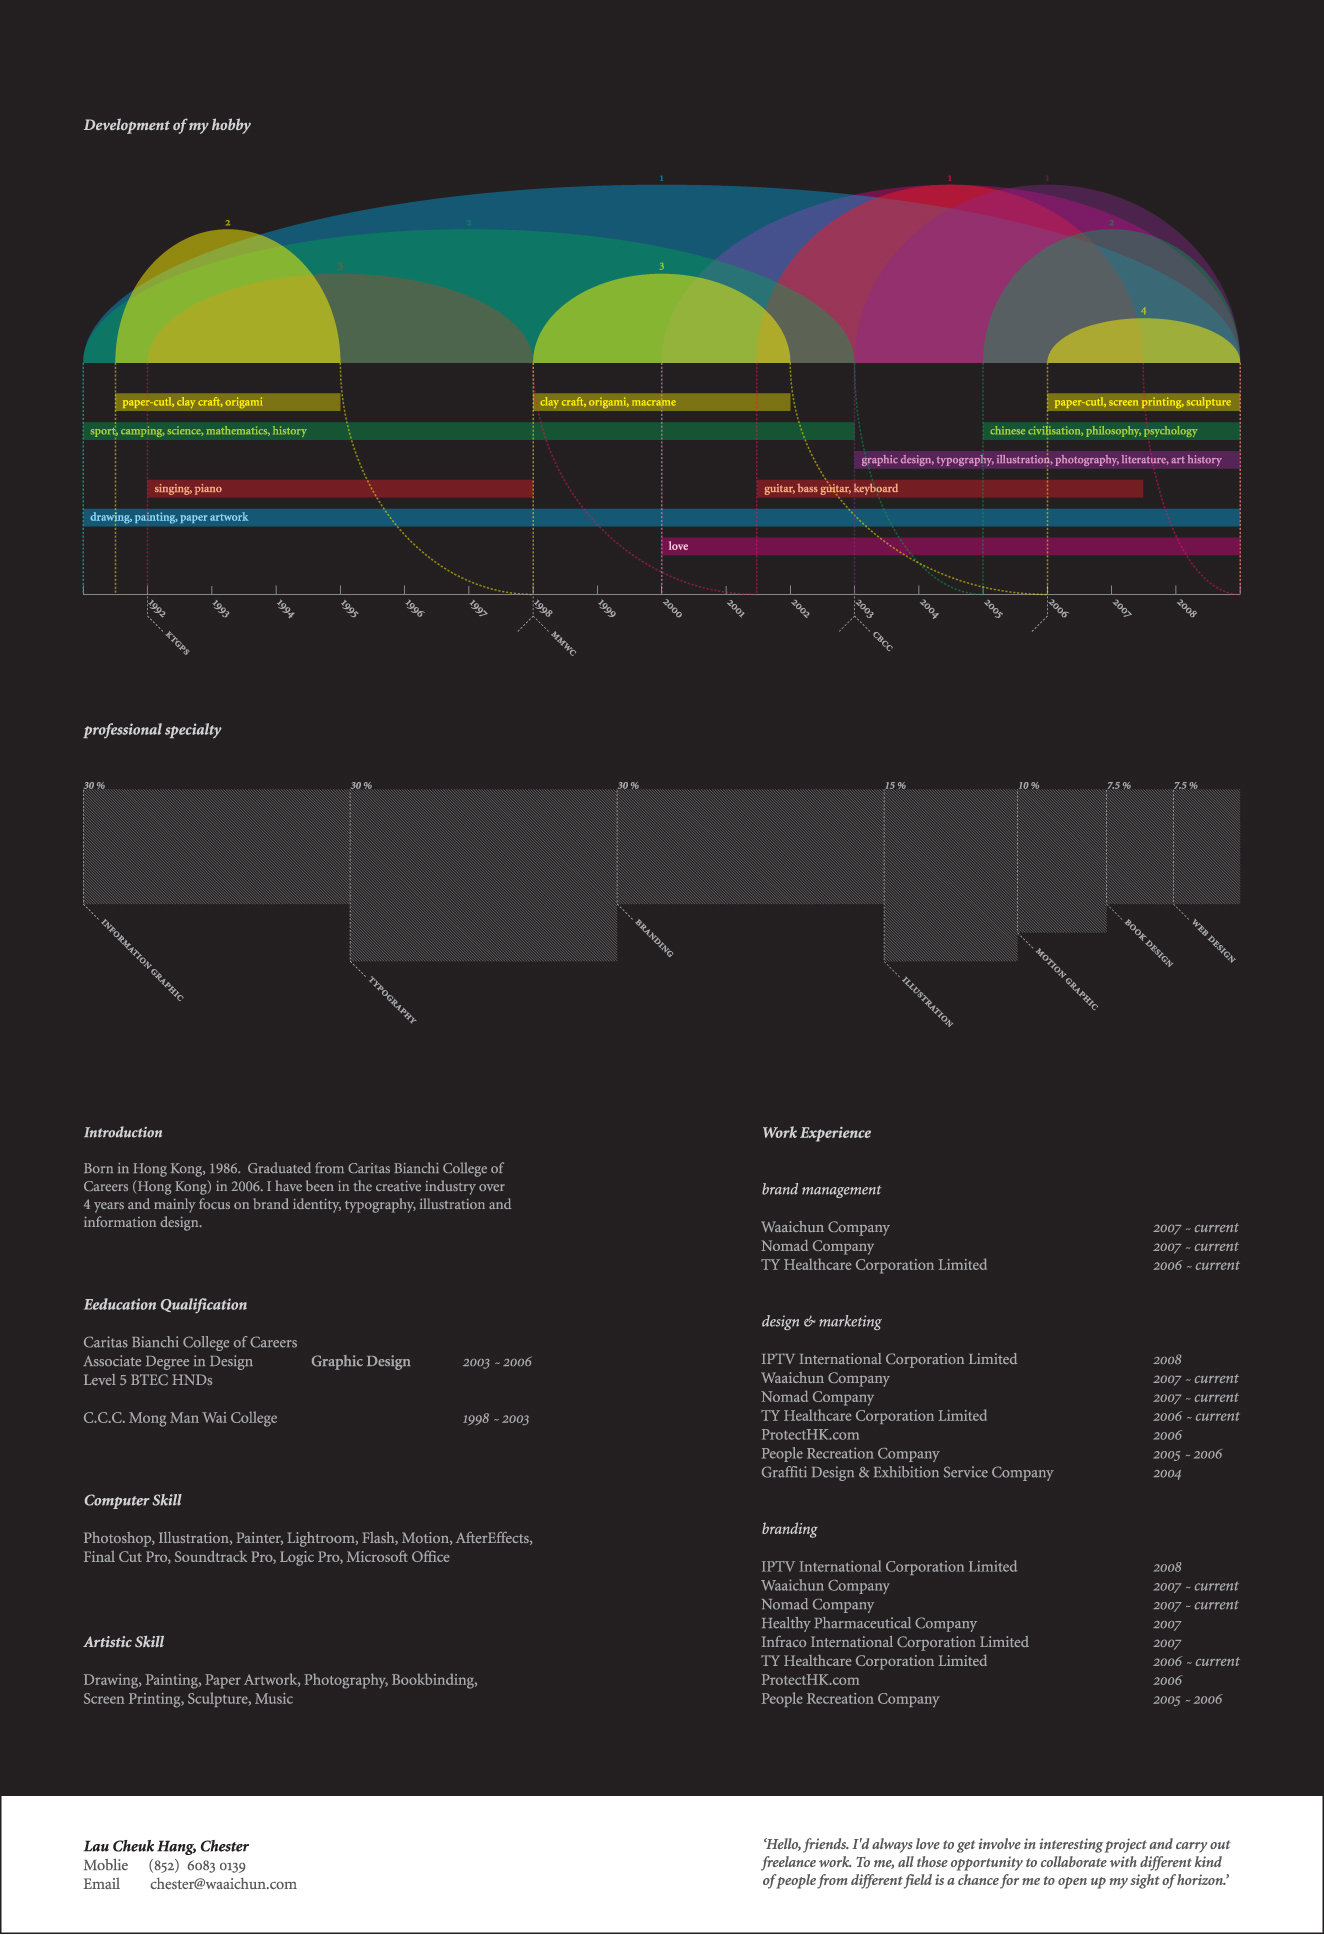 Development of my hobby
1
1
1
2
2
2
3
3
4
paper-cutl, clay craft, origami
clay craft, origami, macrame
paper-cutl, screen printing, sculpture
sport, camping, science, mathematics, history
chinese civilisation, philosophy, psychology
graphic design, typography, illustration, photography, literature, art history
singing, piano
guitar, bass guitar, keyboard
drawing, painting, paper artwork
love
1992
1993
1994
1995
1996
1997
1998
1999
2000
2001
2002
2003
2004
2005
2006
2007
2008
KTGPS
MMWC
CBCC
professional specialty
30 %
30 %
30 %
15 %
10 %
7.5 %
7.5 %
INFORMATION GRAPHIC
TYPOGRAPHY
BRANDING
ILLUSTRATION
MOTION GRAPHIC
BOOK DESIGN
WEB DESIGN
Introduction
Born in Hong Kong, 1986. Graduated from Caritas Bianchi College of
Careers (Hong Kong) in 2006. I have been in the creative industry over
4 years and mainly focus on brand identity, typography, illustration and
information design.
Eeducation Qualification
Caritas Bianchi College of Careers
Associate Degree in Design Graphic Design 2003 - 2006
Level 5 BTEC HNDs
C.C.C. Mong Man Wai College 1998 - 2003
Computer Skill
Photoshop, Illustration, Painter, Lightroom, Flash, Motion, AfterEffects,
Final Cut Pro, Soundtrack Pro, Logic Pro, Microsoft Office
Artistic Skill
Drawing, Painting, Paper Artwork, Photography, Bookbinding,
Screen Printing, Sculpture, Music
Work Experience
brand management
Waaichun Company 2007 - current
Nomad Company 2007 - current
TY Healthcare Corporation Limited 2006 - current
design & marketing
IPTV International Corporation Limited 2008
Waaichun Company 2007 - current
Nomad Company 2007 - current
TY Healthcare Corporation Limited 2006 - current
ProtectHK.com 2006
People Recreation Company 2005 - 2006
Graffiti Design & Exhibition Service Company 2004
branding
IPTV International Corporation Limited 2008
Waaichun Company 2007 - current
Nomad Company 2007 - current
Healthy Pharmaceutical Company 2007
Infraco International Corporation Limited 2007
TY Healthcare Corporation Limited 2006 - current
ProtectHK.com 2006
People Recreation Company 2005 - 2006
Lau Cheuk Hang, Chester
Moblie (852) 6083 0139
Email chester@waaichun.com
‘Hello, friends. I'd always love to get involve in interesting project and carry out
freelance work. To me, all those opportunity to collaborate with different kind
of people from different field is a chance for me to open up my sight of horizon.’